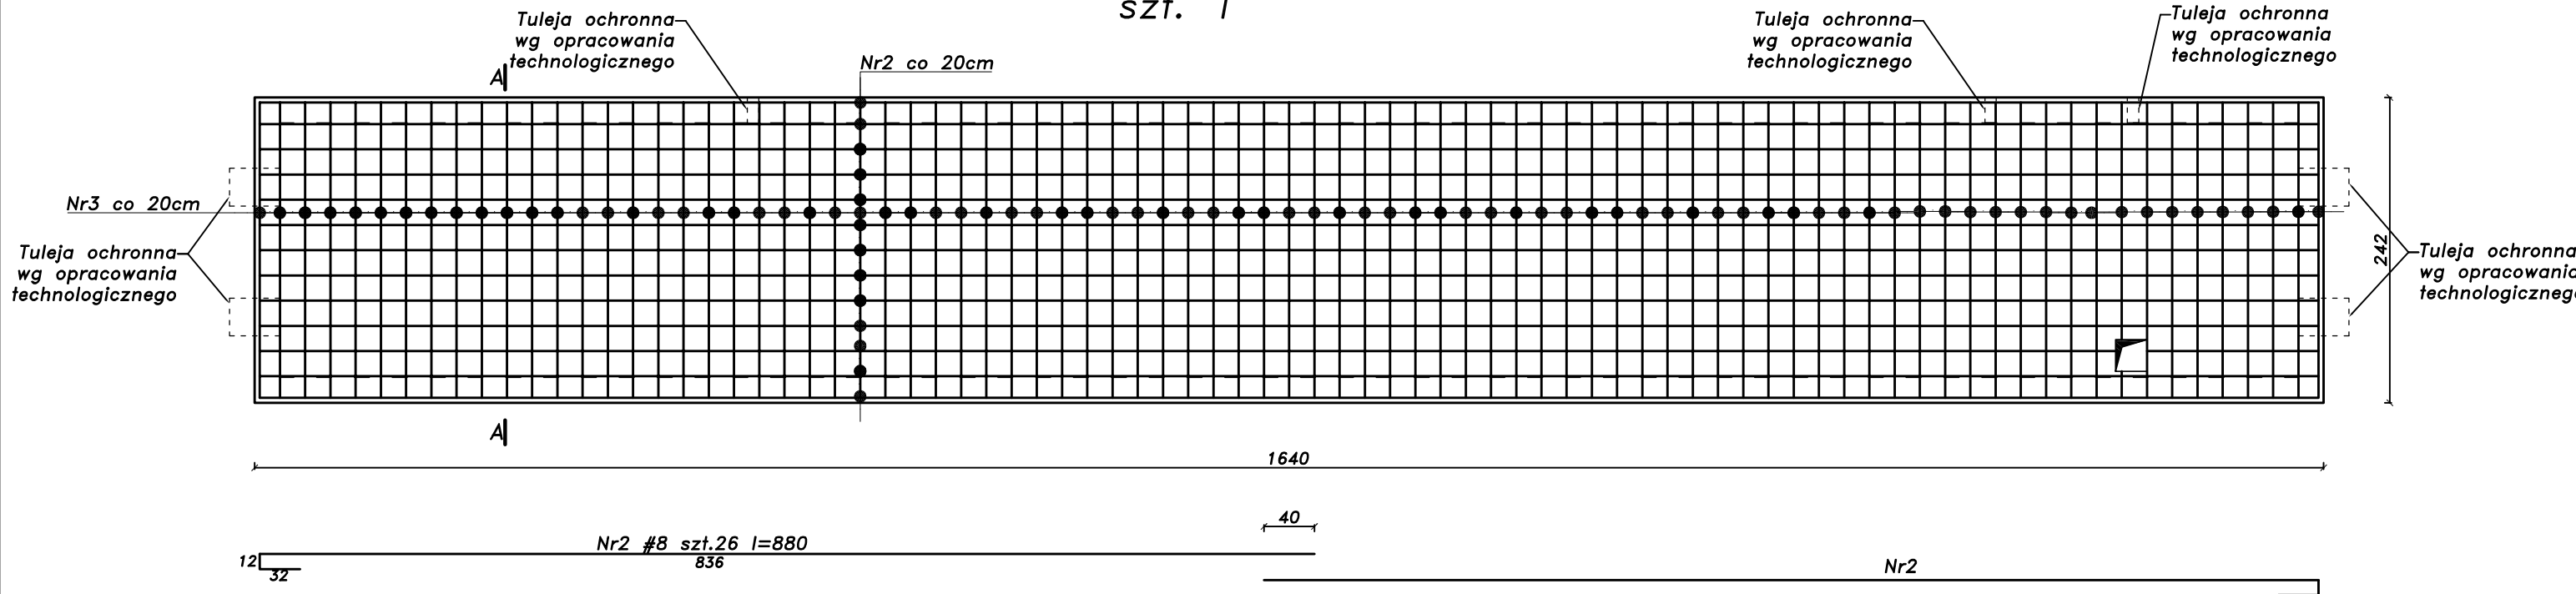 szt. 1
Tuleja ochronna
wg opracowania
technologicznego
Tuleja ochronna
wg opracowania
technologicznego
Tuleja ochronna
wg opracowania
technologicznego
A
Nr2 co 20cm
Nr3 co 20cm
Tuleja ochronna
wg opracowania
technologicznego
242
Tuleja ochronna
wg opracowania
technologicznego
A
1640
40
Nr2 #8 szt.26 l=880
12
836
32
Nr2